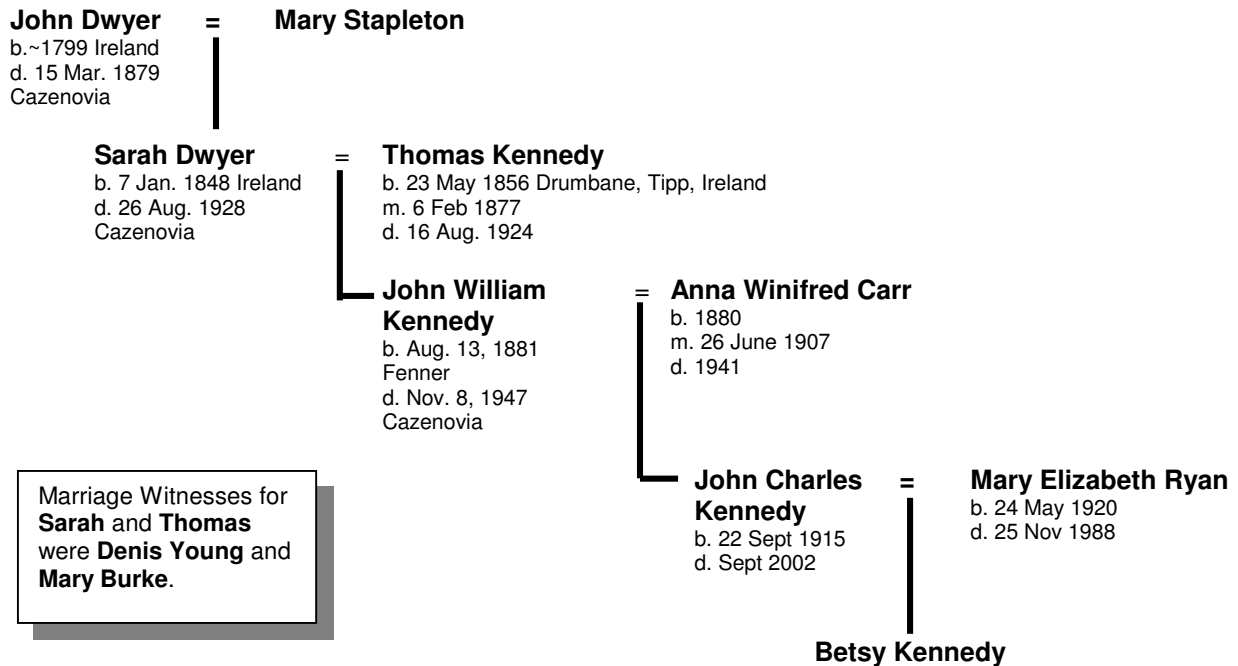 John Dwyer = Mary Stapleton
b.~1799 Ireland
d. 15 Mar. 1879
Cazenovia
Sarah Dwyer = Thomas Kennedy
b. 7 Jan. 1848 Ireland
d. 26 Aug. 1928
Cazenovia
b. 23 May 1856 Drumbane, Tipp, Ireland
m. 6 Feb 1877
d. 16 Aug. 1924
John William = Anna Winifred Carr
Kennedy
b. Aug. 13, 1881
Fenner
d. Nov. 8, 1947
Cazenovia
b. 1880
m. 26 June 1907
d. 1941
John Charles = Mary Elizabeth Ryan
Kennedy
b. 22 Sept 1915
d. Sept 2002
b. 24 May 1920
d. 25 Nov 1988
Marriage Witnesses for
Sarah and Thomas
were Denis Young and
Mary Burke.
Betsy Kennedy